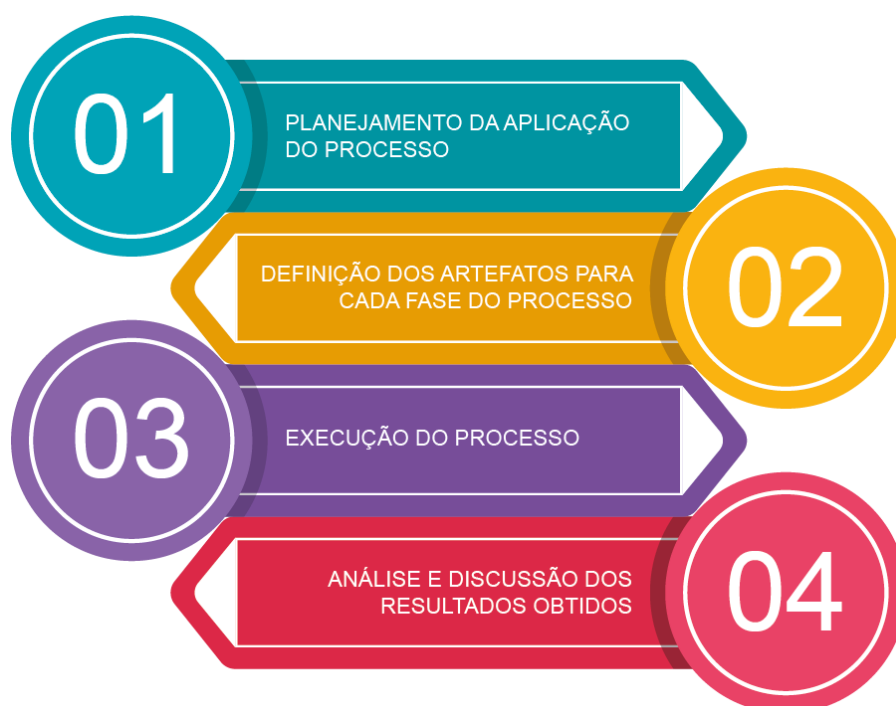 01
PLANEJAMENTO DA APLICAÇÃO
DO PROCESSO
DEFINIÇÃO DOS ARTEFATOS PARA
CADA FASE DO PROCESSO
02
03
EXECUÇÃO DO PROCESSO
ANÁLISE E DISCUSSÃO DOS
RESULTADOS OBTIDOS
04